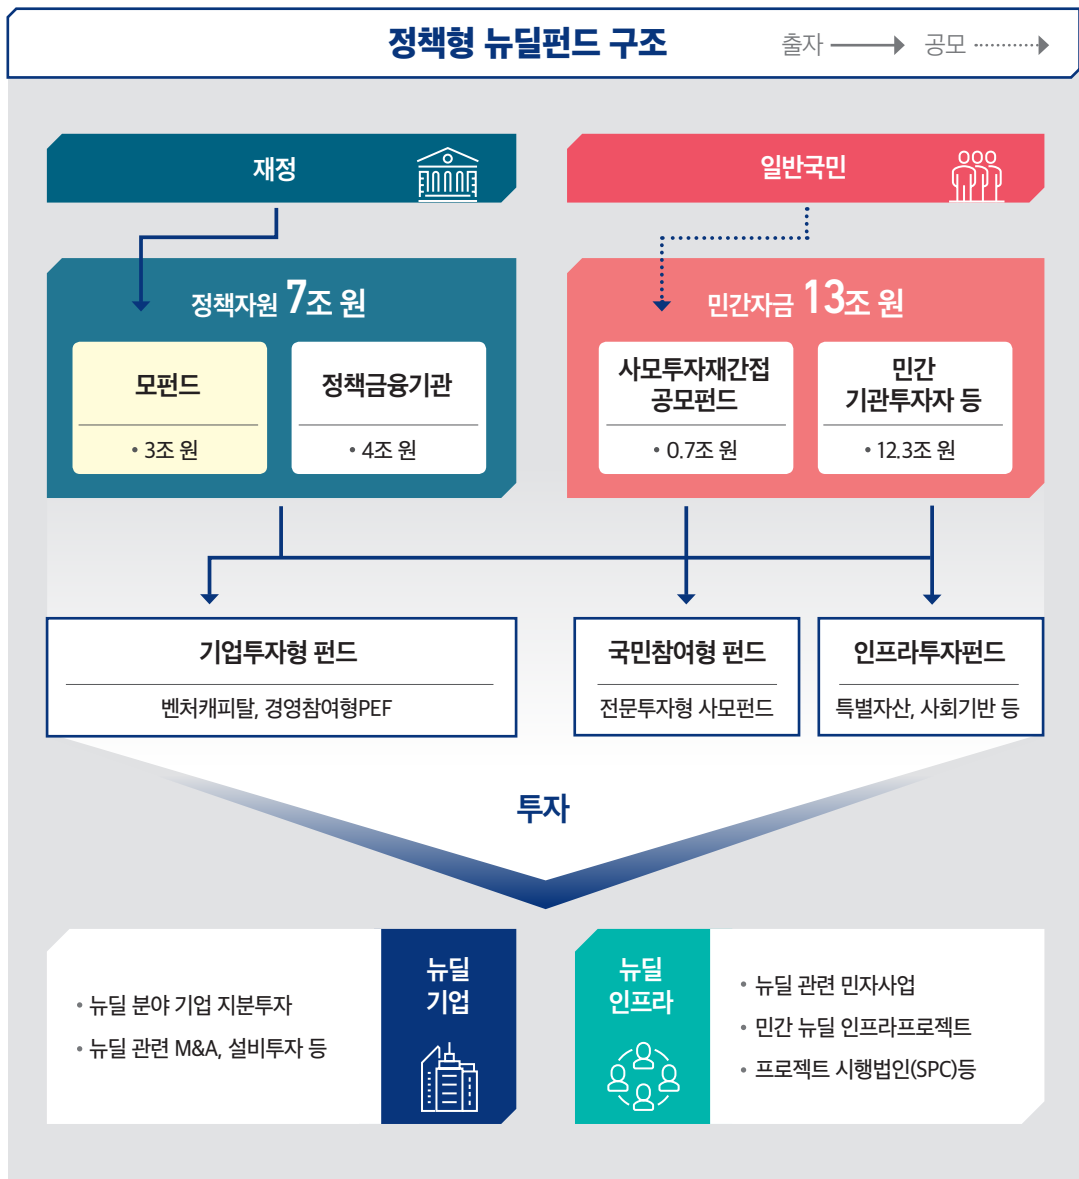 정책형 뉴딜펀드 구조
출자
공모
재정
일반국민
정책자원 7조 원
모펀드
• 3조 원
정책금융기관
• 4조 원
민간자금 13조 원
사모투자재간접
공모펀드
• 0.7조 원
민간
기관투자자 등
• 12.3조 원
기업투자형 펀드
벤처캐피탈, 경영참여형PEF
국민참여형 펀드
전문투자형 사모펀드
인프라투자펀드
특별자산, 사회기반 등
투자
• 뉴딜 분야 기업 지분투자
• 뉴딜 관련 M&A, 설비투자 등
뉴딜
기업
뉴딜
인프라
• 뉴딜 관련 민자사업
• 민간 뉴딜 인프라프로젝트
• 프로젝트 시행법인(SPC)등